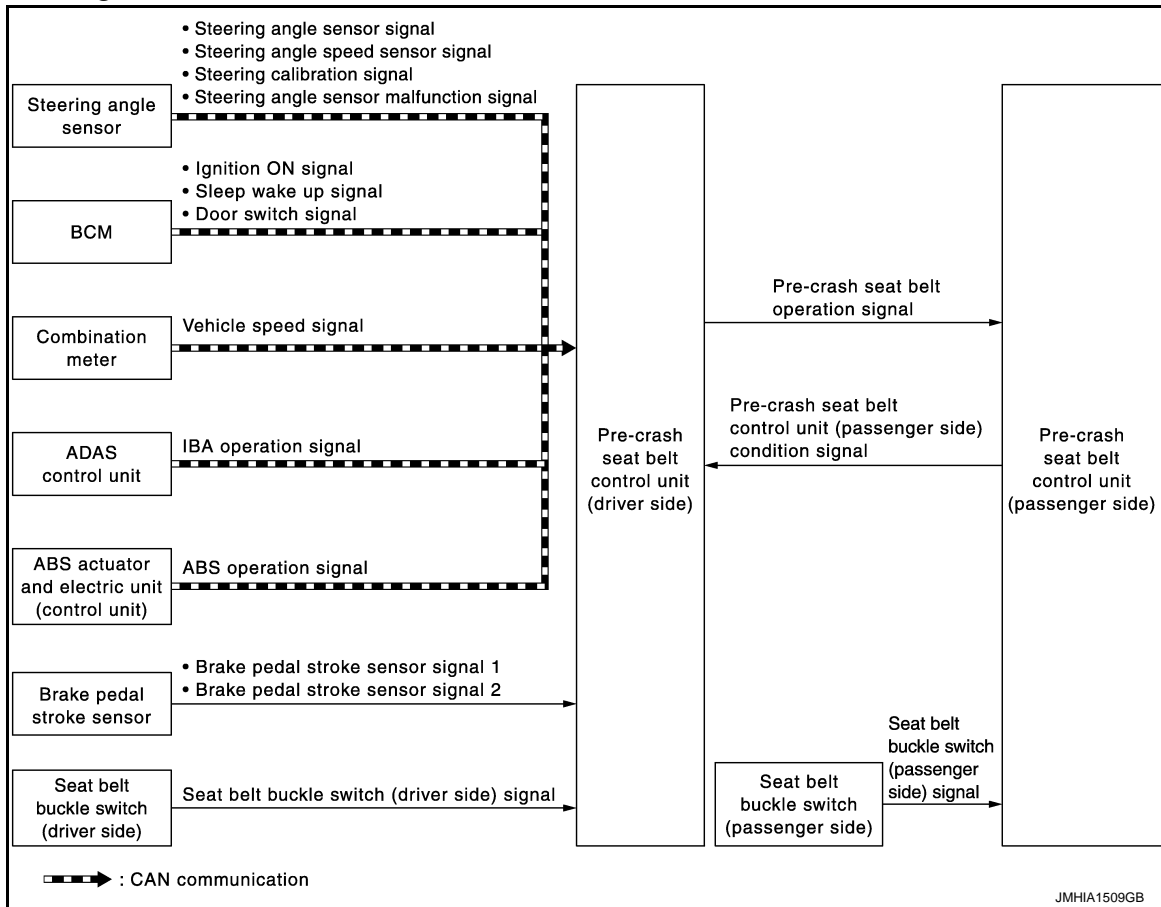 • Steering angle sensor signal
• Steering angle speed sensor signal
• Steering calibration signal
• Steering angle sensor malfunction signal
Steering angle
sensor
• Ignition ON signal
• Sleep wake up signal
• Door switch signal
BCM
Vehicle speed signal
Combination
meter
IBA operation signal
ADAS
control unit
ABS operation signal
ABS actuator
and electric unit
(control unit)
• Brake pedal stroke sensor signal 1
• Brake pedal stroke sensor signal 2
Brake pedal
stroke sensor
Seat belt
buckle switch
(driver side)
Seat belt buckle switch (driver side) signal
Pre-crash
seat belt
control unit
(driver side)
Pre-crash seat belt
operation signal
Pre-crash seat belt
control unit (passenger side)
condition signal
Pre-crash
seat belt
control unit
(passenger side)
Seat belt
buckle switch
(passenger side)
Seat belt
buckle switch
(passenger
side) signal
: CAN communication
JMHIA1509GB